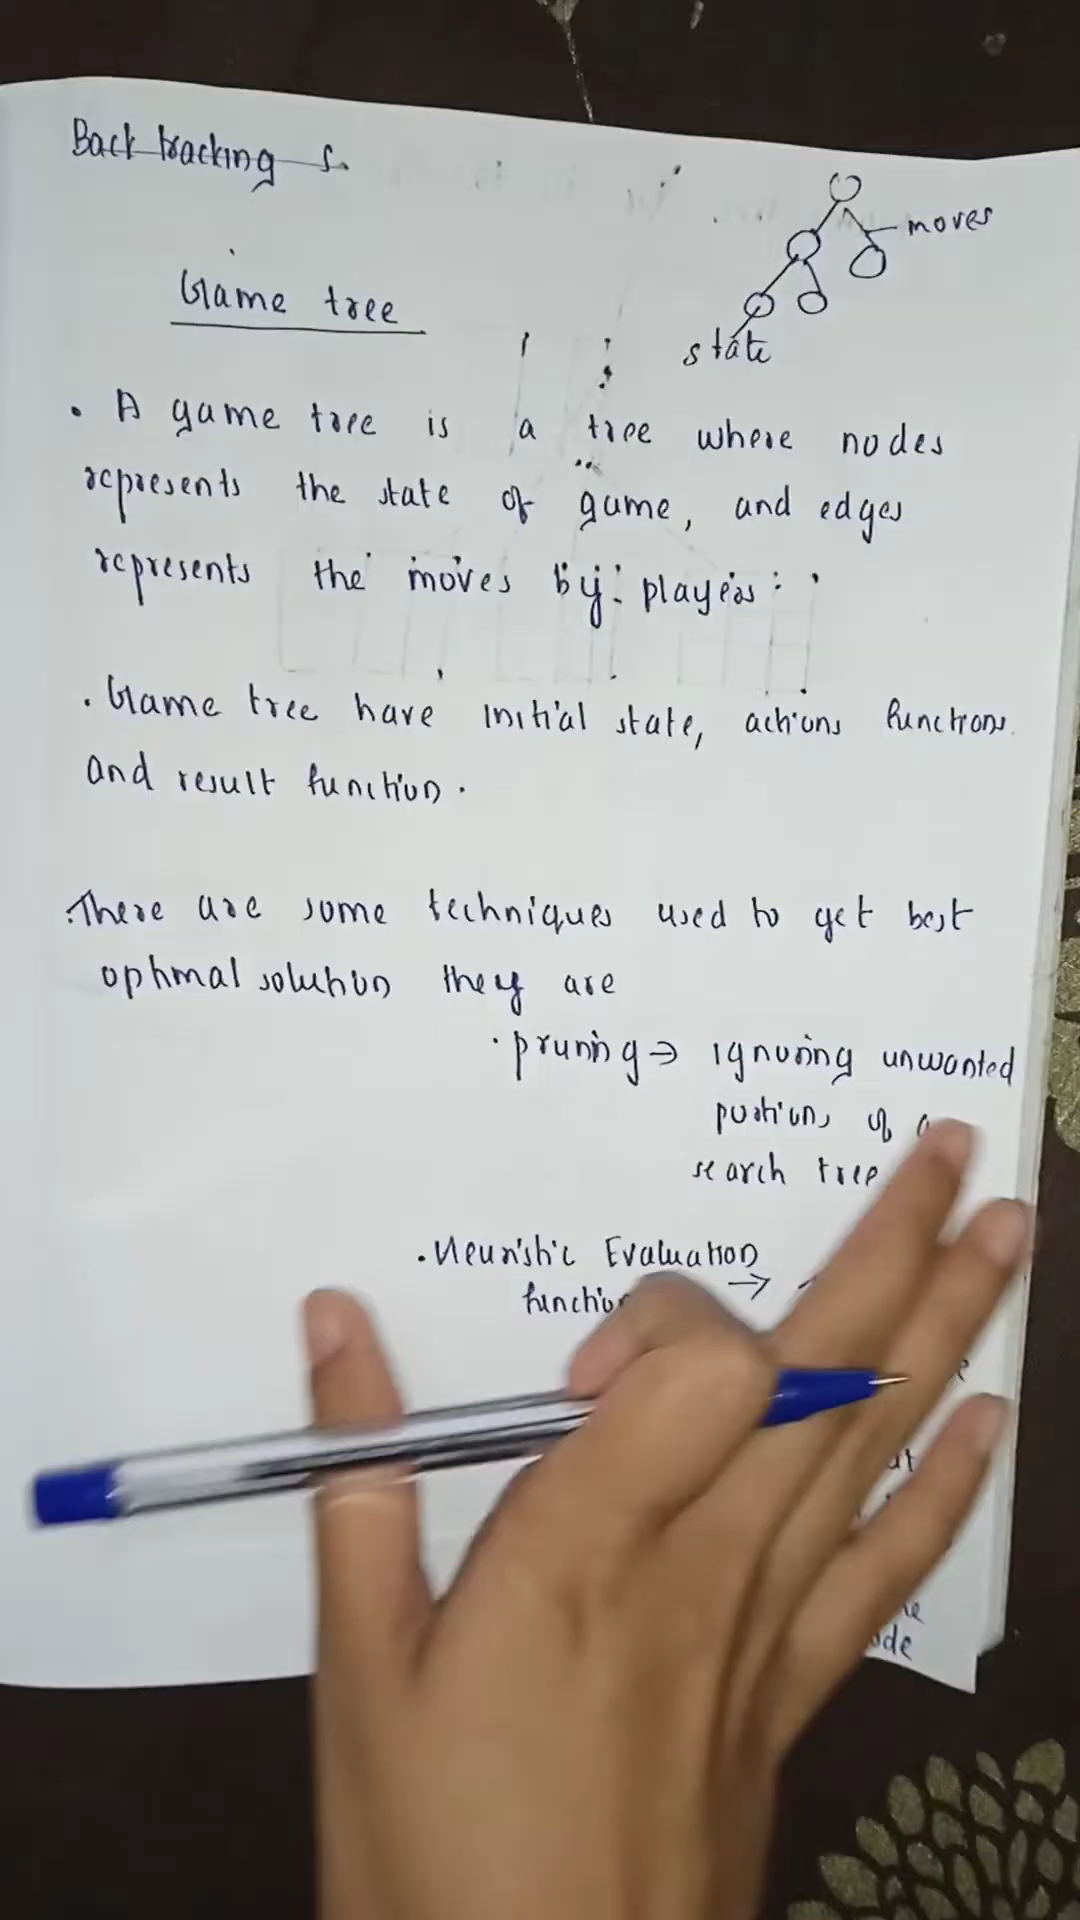 Back tracking S.
moves
Game tree
state
. A game tree is a tree where nodes
represents the state of game, and edges
represents the moves by players.
. Game tree have initial state, actions functions
and result function.
.There are some techniques used to get best
optimal solution they are
. pruning → ignoring unwanted
portions of a
search tree
. Heuristic Evaluation
function →